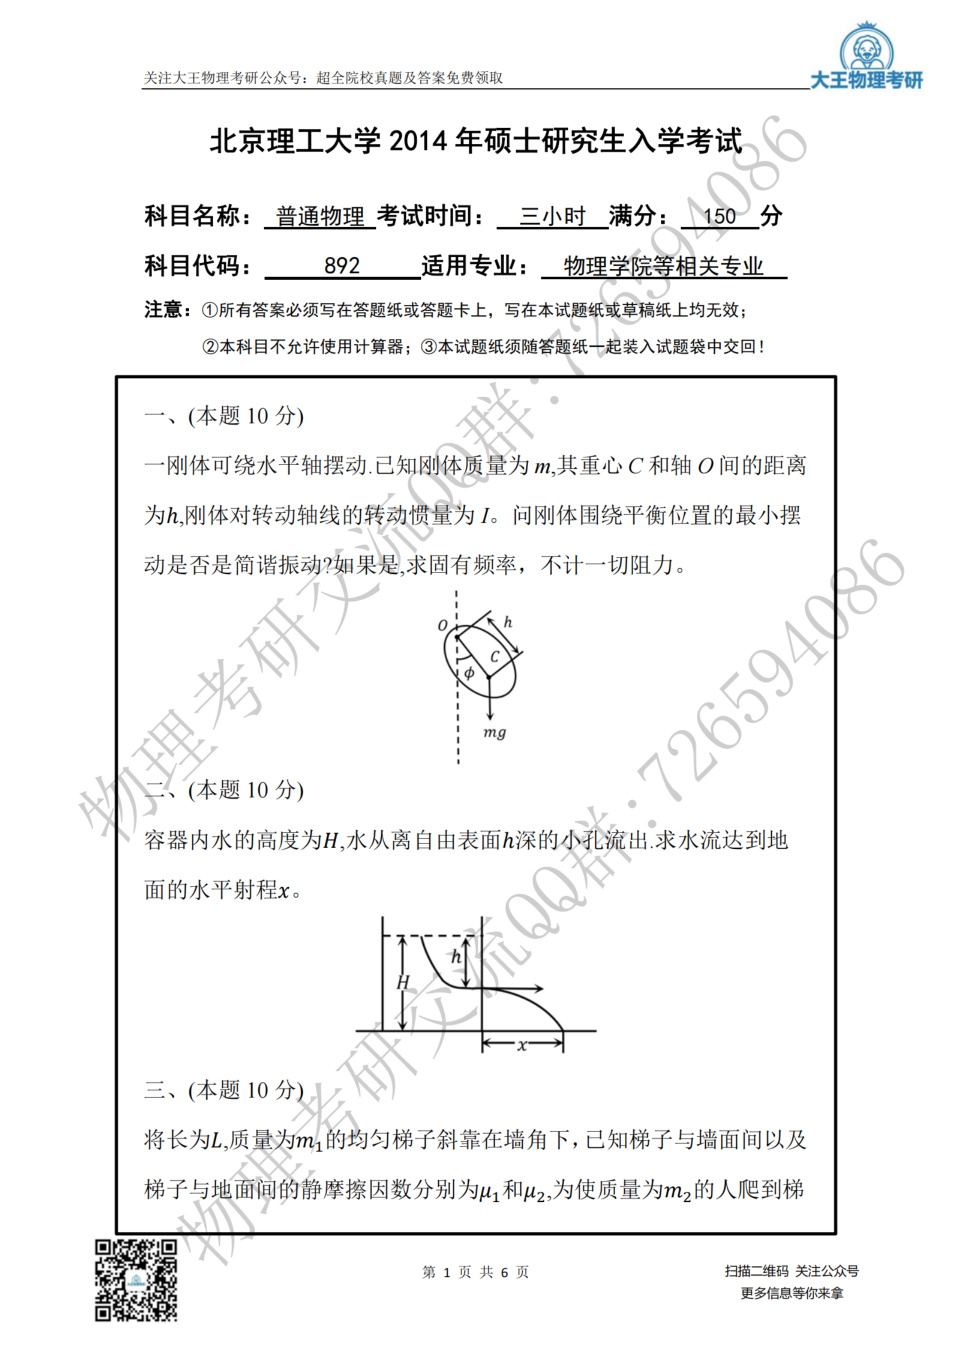 关注大王物理考研公众号：超全院校真题及答案免费领取
大王物理考研
北京理工大学 2014 年硕士研究生入学考试
科目名称： 普通物理 考试时间： 三小时 满分： 150 分
科目代码： 892 适用专业： 物理学院等相关专业
注意：①所有答案必须写在答题纸或答题卡上，写在本试题纸或草稿纸上均无效；
②本科目不允许使用计算器；③本试题纸须随答题纸一起装入试题袋中交回！
一、(本题 10 分)
一刚体可绕水平轴摆动.已知刚体质量为 m,其重心 C 和轴 O 间的距离
为h,刚体对转动轴线的转动惯量为 I。问刚体围绕平衡位置的最小摆
动是否是简谐振动?如果是,求固有频率，不计一切阻力。
O
h
C
ϕ
mg
二、(本题 10 分)
容器内水的高度为H,水从离自由表面h深的小孔流出.求水流达到地
面的水平射程x。
h
H
x
三、(本题 10 分)
将长为L,质量为m₁的均匀梯子斜靠在墙角下，已知梯子与墙面间以及
梯子与地面间的静摩擦因数分别为μ₁和μ₂,为使质量为m₂的人爬到梯
物理考研交流QQ群：726594086
物理考研交流QQ群：726594086
大王物理
第 1 页 共 6 页
扫描二维码 关注公众号
更多信息等你来拿